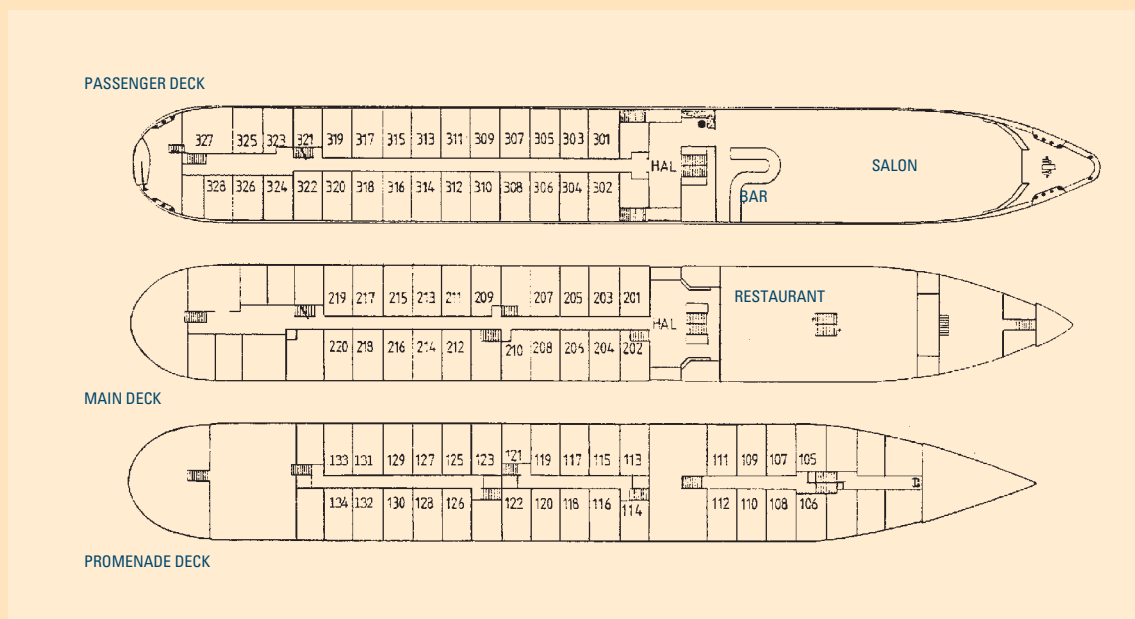 PASSENGER DECK
327 325 323 321 319 317 315 313 311 309 307 305 303 301
HAL
SALON
328 326 324 322 320 318 316 314 312 310 308 306 304 302
BAR
219 217 215 213 211 209 207 205 203 201
RESTAURANT
HAL
220 218 216 214 212 210 208 206 204 202
MAIN DECK
133 131 129 127 125 123 121 119 117 115 113 111 109 107 105
134 132 130 128 126 122 120 118 116 114 112 110 108 106
PROMENADE DECK